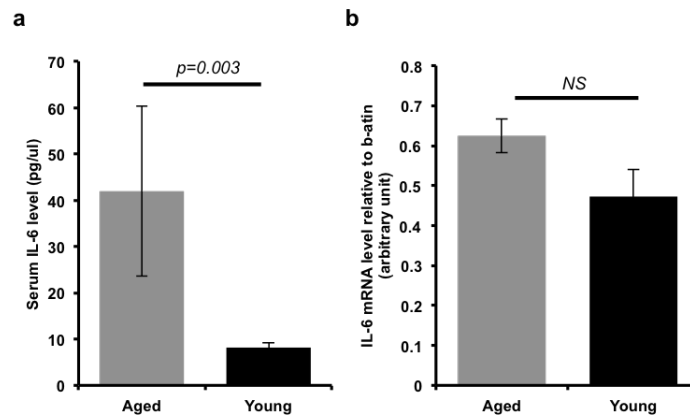 a
p=0.003
Serum IL-6 level (pg/ul)
70
60
50
40
30
20
10
0
Aged
Young
b
NS
IL-6 mRNA level relative to b-atin
(arbitrary unit)
0.8
0.7
0.6
0.5
0.4
0.3
0.2
0.1
0
Aged
Young